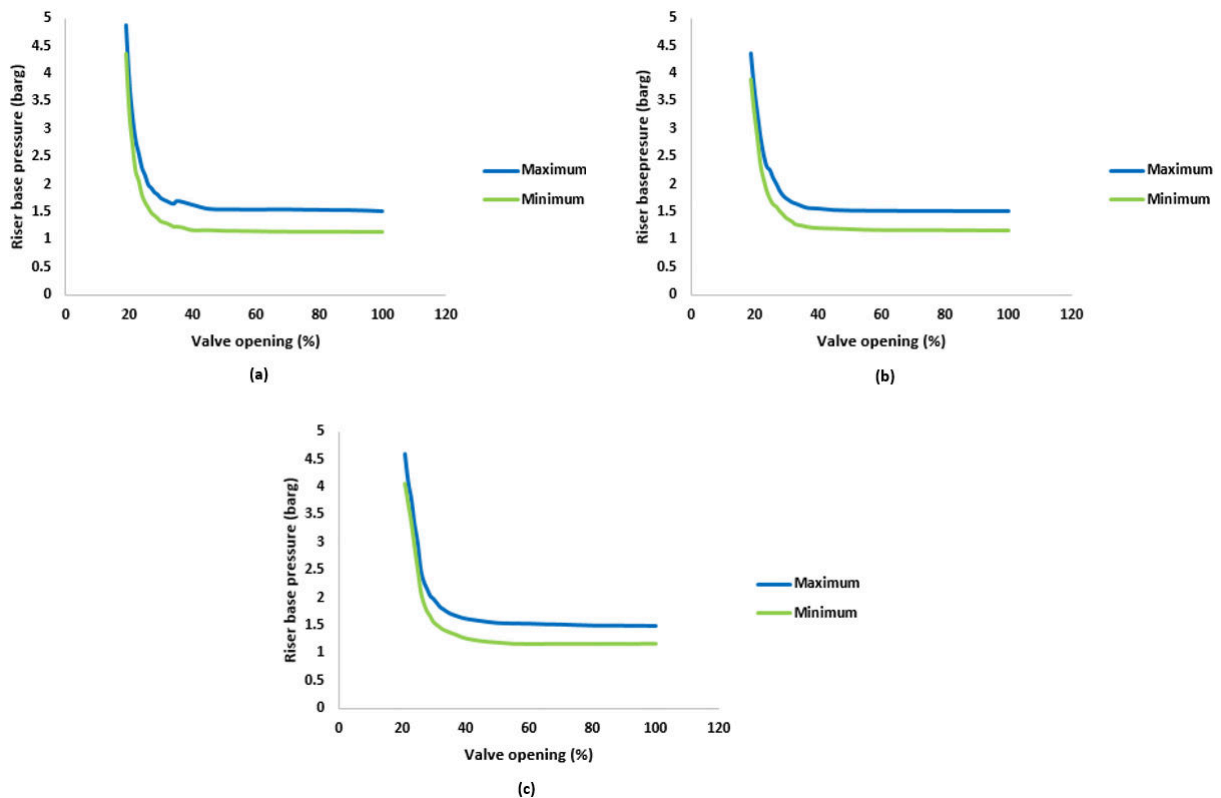 5
4.5
4
3.5
3
2.5
2
1.5
1
0.5
0
Riser base pressure (barg)
0 20 40 60 80 100 120
Valve opening (%)
Maximum
Minimum
(a)
5
4.5
4
3.5
3
2.5
2
1.5
1
0.5
0
Riser basepresure (barg)
0 20 40 60 80 100 120
Valve opening (%)
Maximum
Minimum
(b)
5
4.5
4
3.5
3
2.5
2
1.5
1
0.5
0
Riser base pressure (barg)
0 20 40 60 80 100 120
Valve opening (%)
Maximum
Minimum
(c)